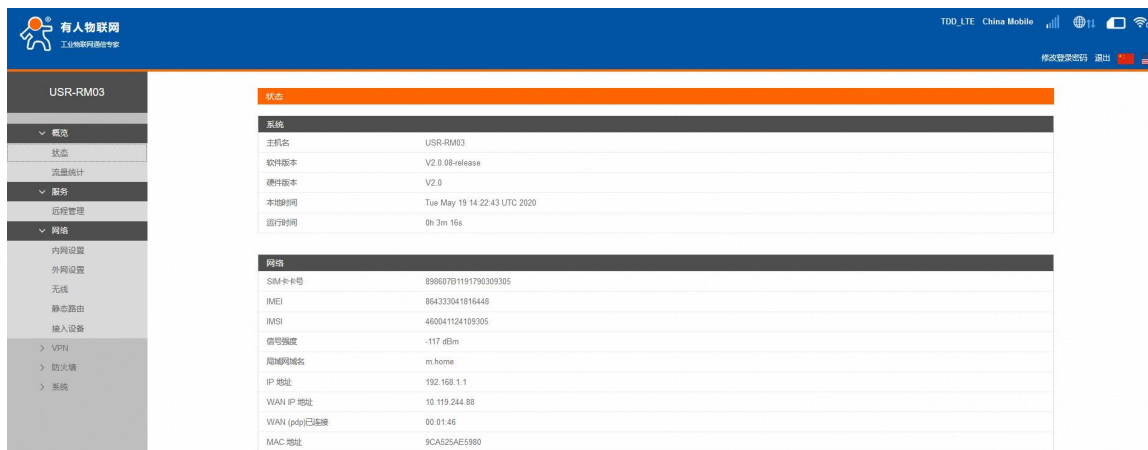 有人物联网
工业物联网通信专家
TDD_LTE China Mobile
修改登录密码 退出
USR-RM03
概览
状态
流量统计
服务
远程管理
网络
内网设置
外网设置
无线
静态路由
接入设备
VPN
防火墙
系统
状态
系统
主机名 USR-RM03
软件版本 V2.0.08-release
硬件版本 V2.0
本地时间 Tue May 19 14:22:43 UTC 2020
运行时间 0h 3m 16s
网络
SIM卡卡号 898607B1191790309305
IMEI 864333041816448
IMSI 460041124109305
信号强度 -117 dBm
局域网域名 m.home
IP 地址 192.168.1.1
WAN IP 地址 10.119.244.88
WAN (pdp)已连接 00:01:46
MAC 地址 9CA525AE5980